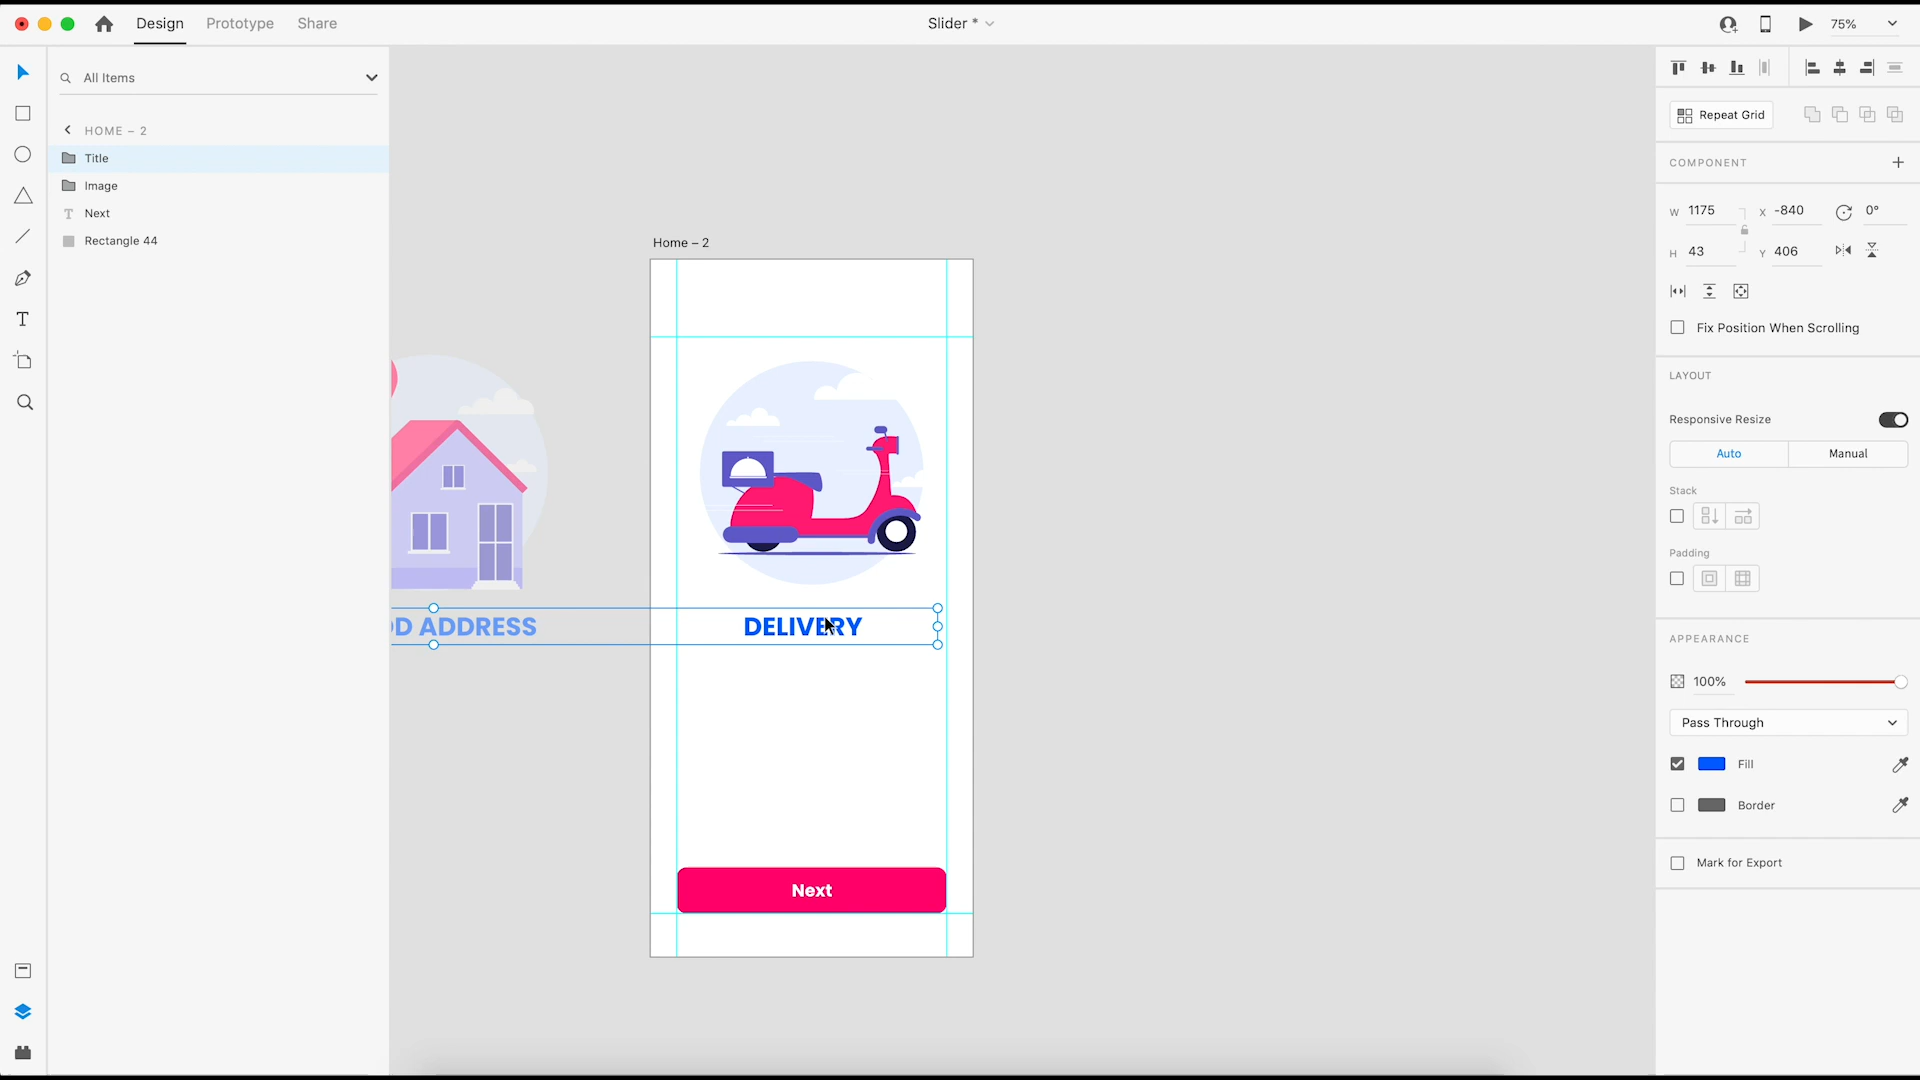 Design Prototype Share
Slider *
75%
All Items
HOME – 2
Title
Image
Next
Rectangle 44
Home – 2
D ADDRESS
DELIVERY
Next
Repeat Grid
COMPONENT
W 1175 X -840 0°
H 43 Y 406
Fix Position When Scrolling
LAYOUT
Responsive Resize
Auto Manual
Stack
Padding
APPEARANCE
100%
Pass Through
Fill
Border
Mark for Export